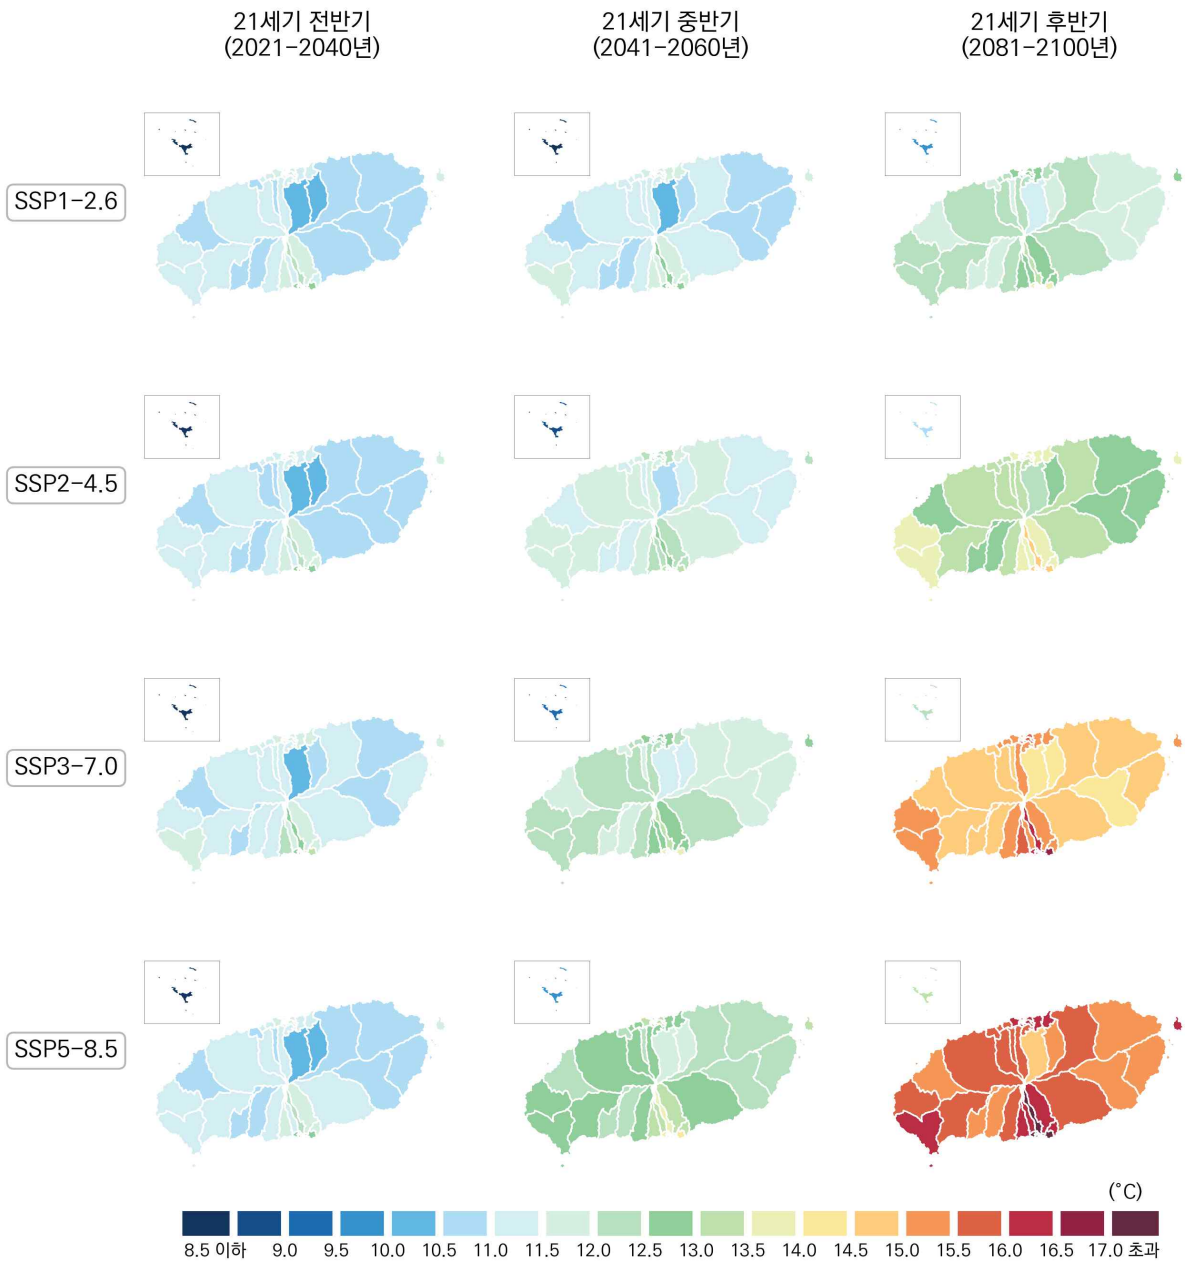 21세기 전반기
(2021-2040년)
21세기 중반기
(2041-2060년)
21세기 후반기
(2081-2100년)
SSP1-2.6
SSP2-4.5
SSP3-7.0
SSP5-8.5
(°C)
8.5 이하 9.0 9.5 10.0 10.5 11.0 11.5 12.0 12.5 13.0 13.5 14.0 14.5 15.0 15.5 16.0 16.5 17.0 초과